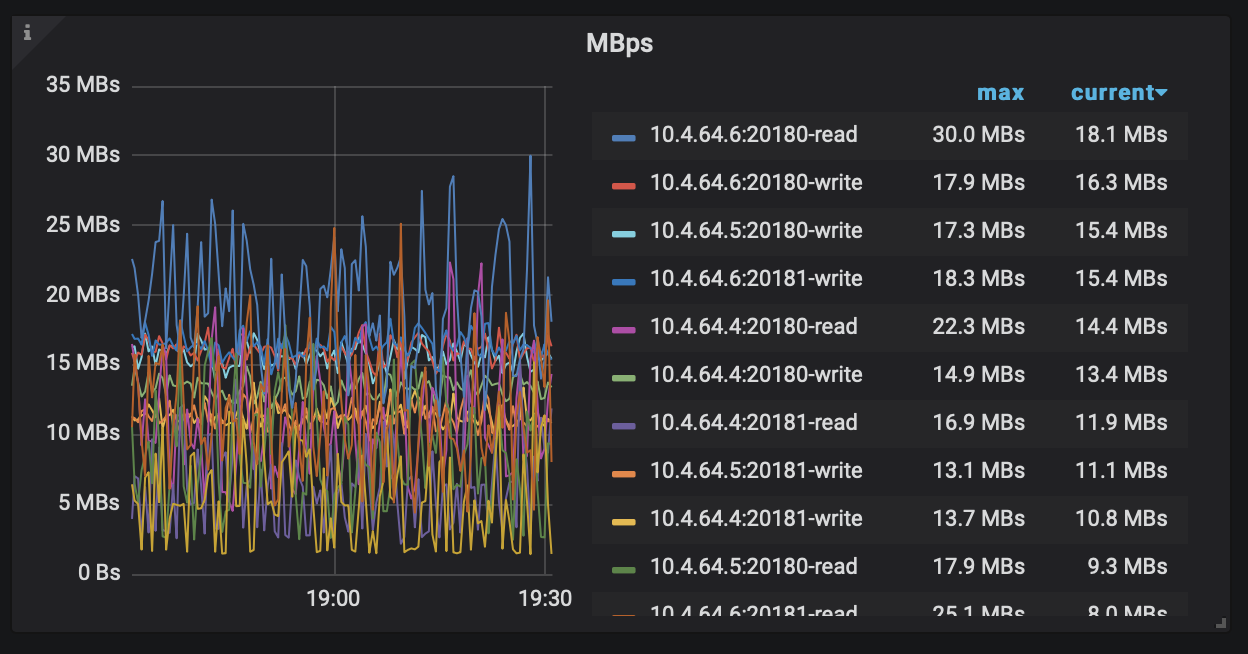 i
MBps
35 MBs
30 MBs
25 MBs
20 MBs
15 MBs
10 MBs
5 MBs
0 Bs
19:00 19:30
max current
10.4.64.6:20180-read 30.0 MBs 18.1 MBs
10.4.64.6:20180-write 17.9 MBs 16.3 MBs
10.4.64.5:20180-write 17.3 MBs 15.4 MBs
10.4.64.6:20181-write 18.3 MBs 15.4 MBs
10.4.64.4:20180-read 22.3 MBs 14.4 MBs
10.4.64.4:20180-write 14.9 MBs 13.4 MBs
10.4.64.4:20181-read 16.9 MBs 11.9 MBs
10.4.64.5:20181-write 13.1 MBs 11.1 MBs
10.4.64.4:20181-write 13.7 MBs 10.8 MBs
10.4.64.5:20180-read 17.9 MBs 9.3 MBs
10.4.64.6:20181-read 25.1 MBs 8.0 MBs